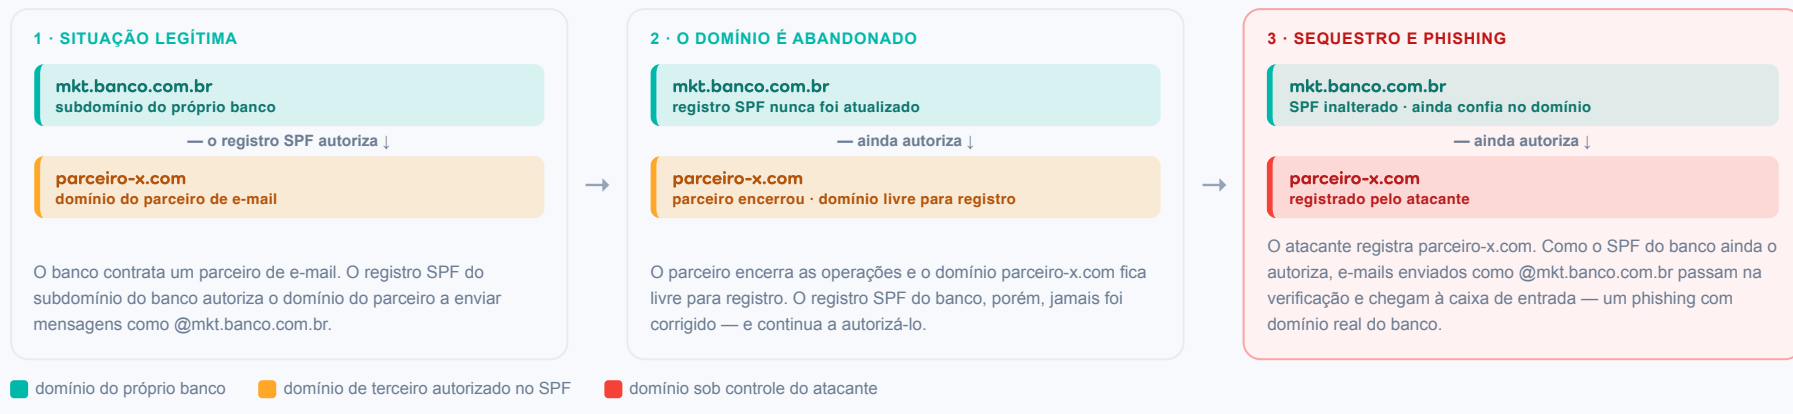 1 · SITUAÇÃO LEGÍTIMA
mkt.banco.com.br
subdomínio do próprio banco
— o registro SPF autoriza ↓
parceiro-x.com
domínio do parceiro de e-mail
O banco contrata um parceiro de e-mail. O registro SPF do
subdomínio do banco autoriza o domínio do parceiro a enviar
mensagens como @mkt.banco.com.br.
→
2 · O DOMÍNIO É ABANDONADO
mkt.banco.com.br
registro SPF nunca foi atualizado
— ainda autoriza ↓
parceiro-x.com
parceiro encerrou · domínio livre para registro
O parceiro encerra as operações e o domínio parceiro-x.com fica
livre para registro. O registro SPF do banco, porém, jamais foi
corrigido — e continua a autorizá-lo.
→
3 · SEQUESTRO E PHISHING
mkt.banco.com.br
SPF inalterado · ainda confia no domínio
— ainda autoriza ↓
parceiro-x.com
registrado pelo atacante
O atacante registra parceiro-x.com. Como o SPF do banco ainda o
autoriza, e-mails enviados como @mkt.banco.com.br passam na
verificação e chegam à caixa de entrada — um phishing com
domínio real do banco.
domínio do próprio banco
domínio de terceiro autorizado no SPF
domínio sob controle do atacante